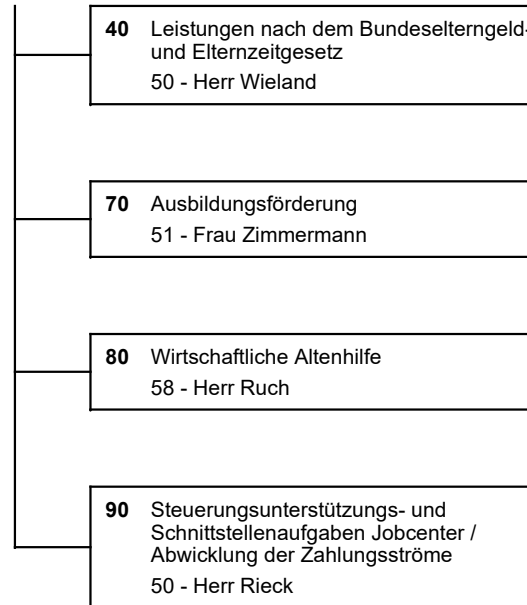 40 Leistungen nach dem Bundeselterngeld-
und Elternzeitgesetz
50 - Herr Wieland
70 Ausbildungsförderung
51 - Frau Zimmermann
80 Wirtschaftliche Altenhilfe
58 - Herr Ruch
90 Steuerungsunterstützungs- und
Schnittstellenaufgaben Jobcenter /
Abwicklung der Zahlungsströme
50 - Herr Rieck